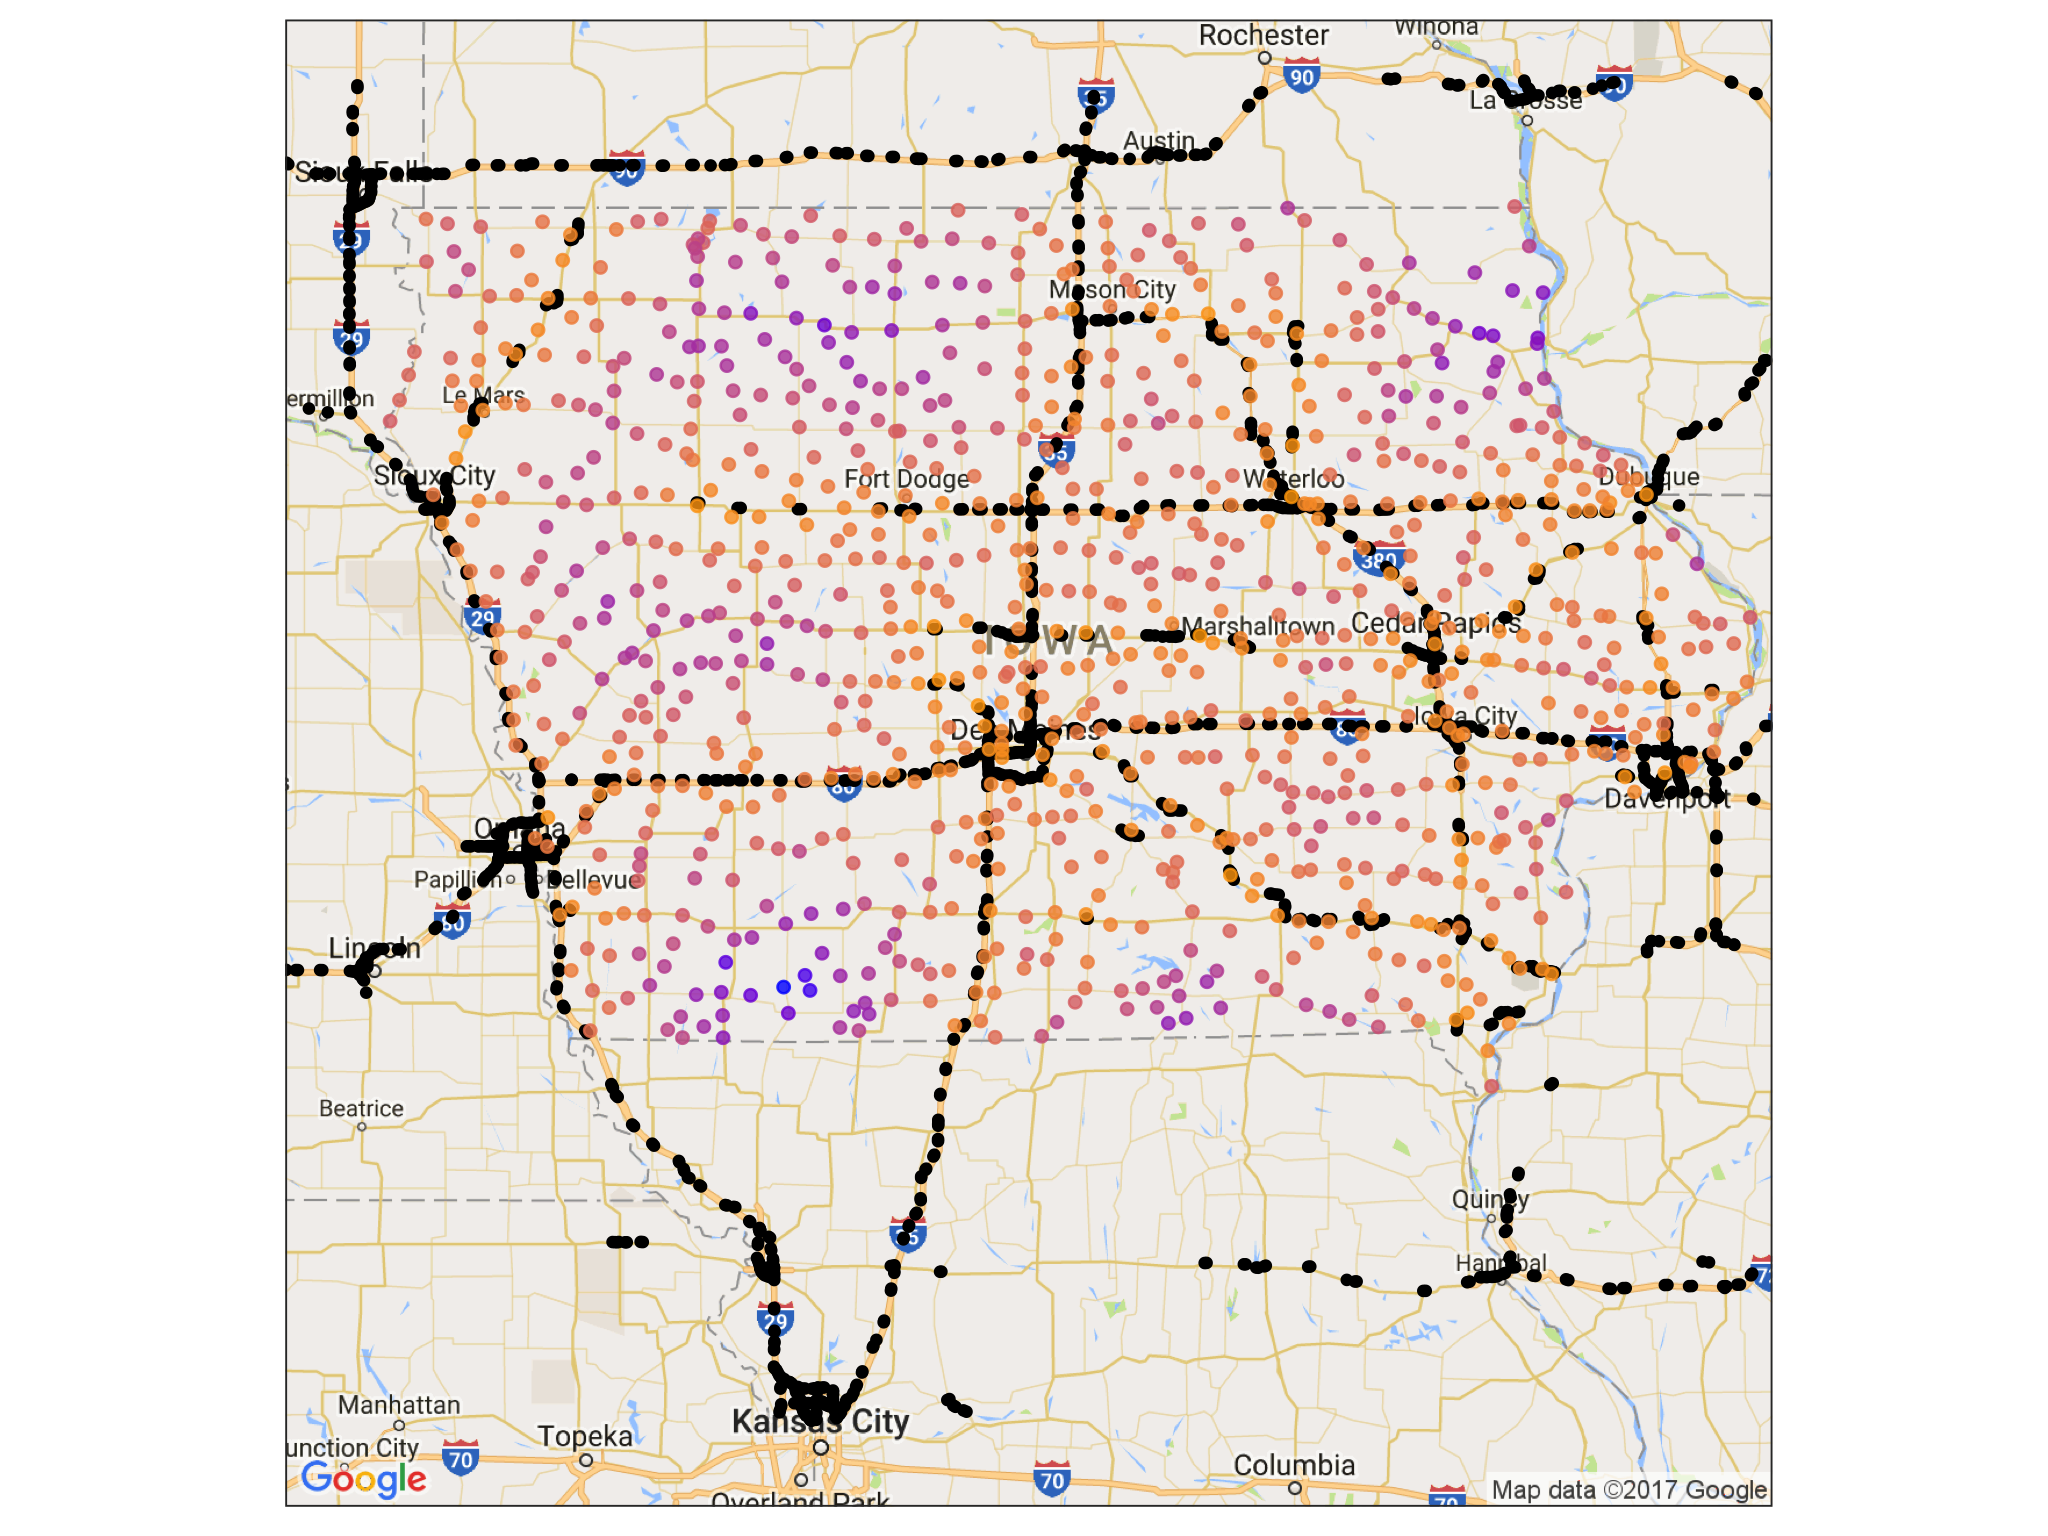 Rochester
Winona
90
35
90
La Crosse
Austin
Sioux Falls
90
29
Mason City
29
ermillion
Le Mars
35
Sioux City
Fort Dodge
Waterloo
Dubuque
380
29
IOWA
Marshalltown
Cedar Rapids
Des Moines
Iowa City
80
80
Davenport
Omaha
Papillion
Bellevue
80
Lincoln
Beatrice
Quincy
35
Hannibal
72
29
Manhattan
Kansas City
Topeka
unction City
70
Columbia
70
70
Google
Overland Park
Map data ©2017 Google